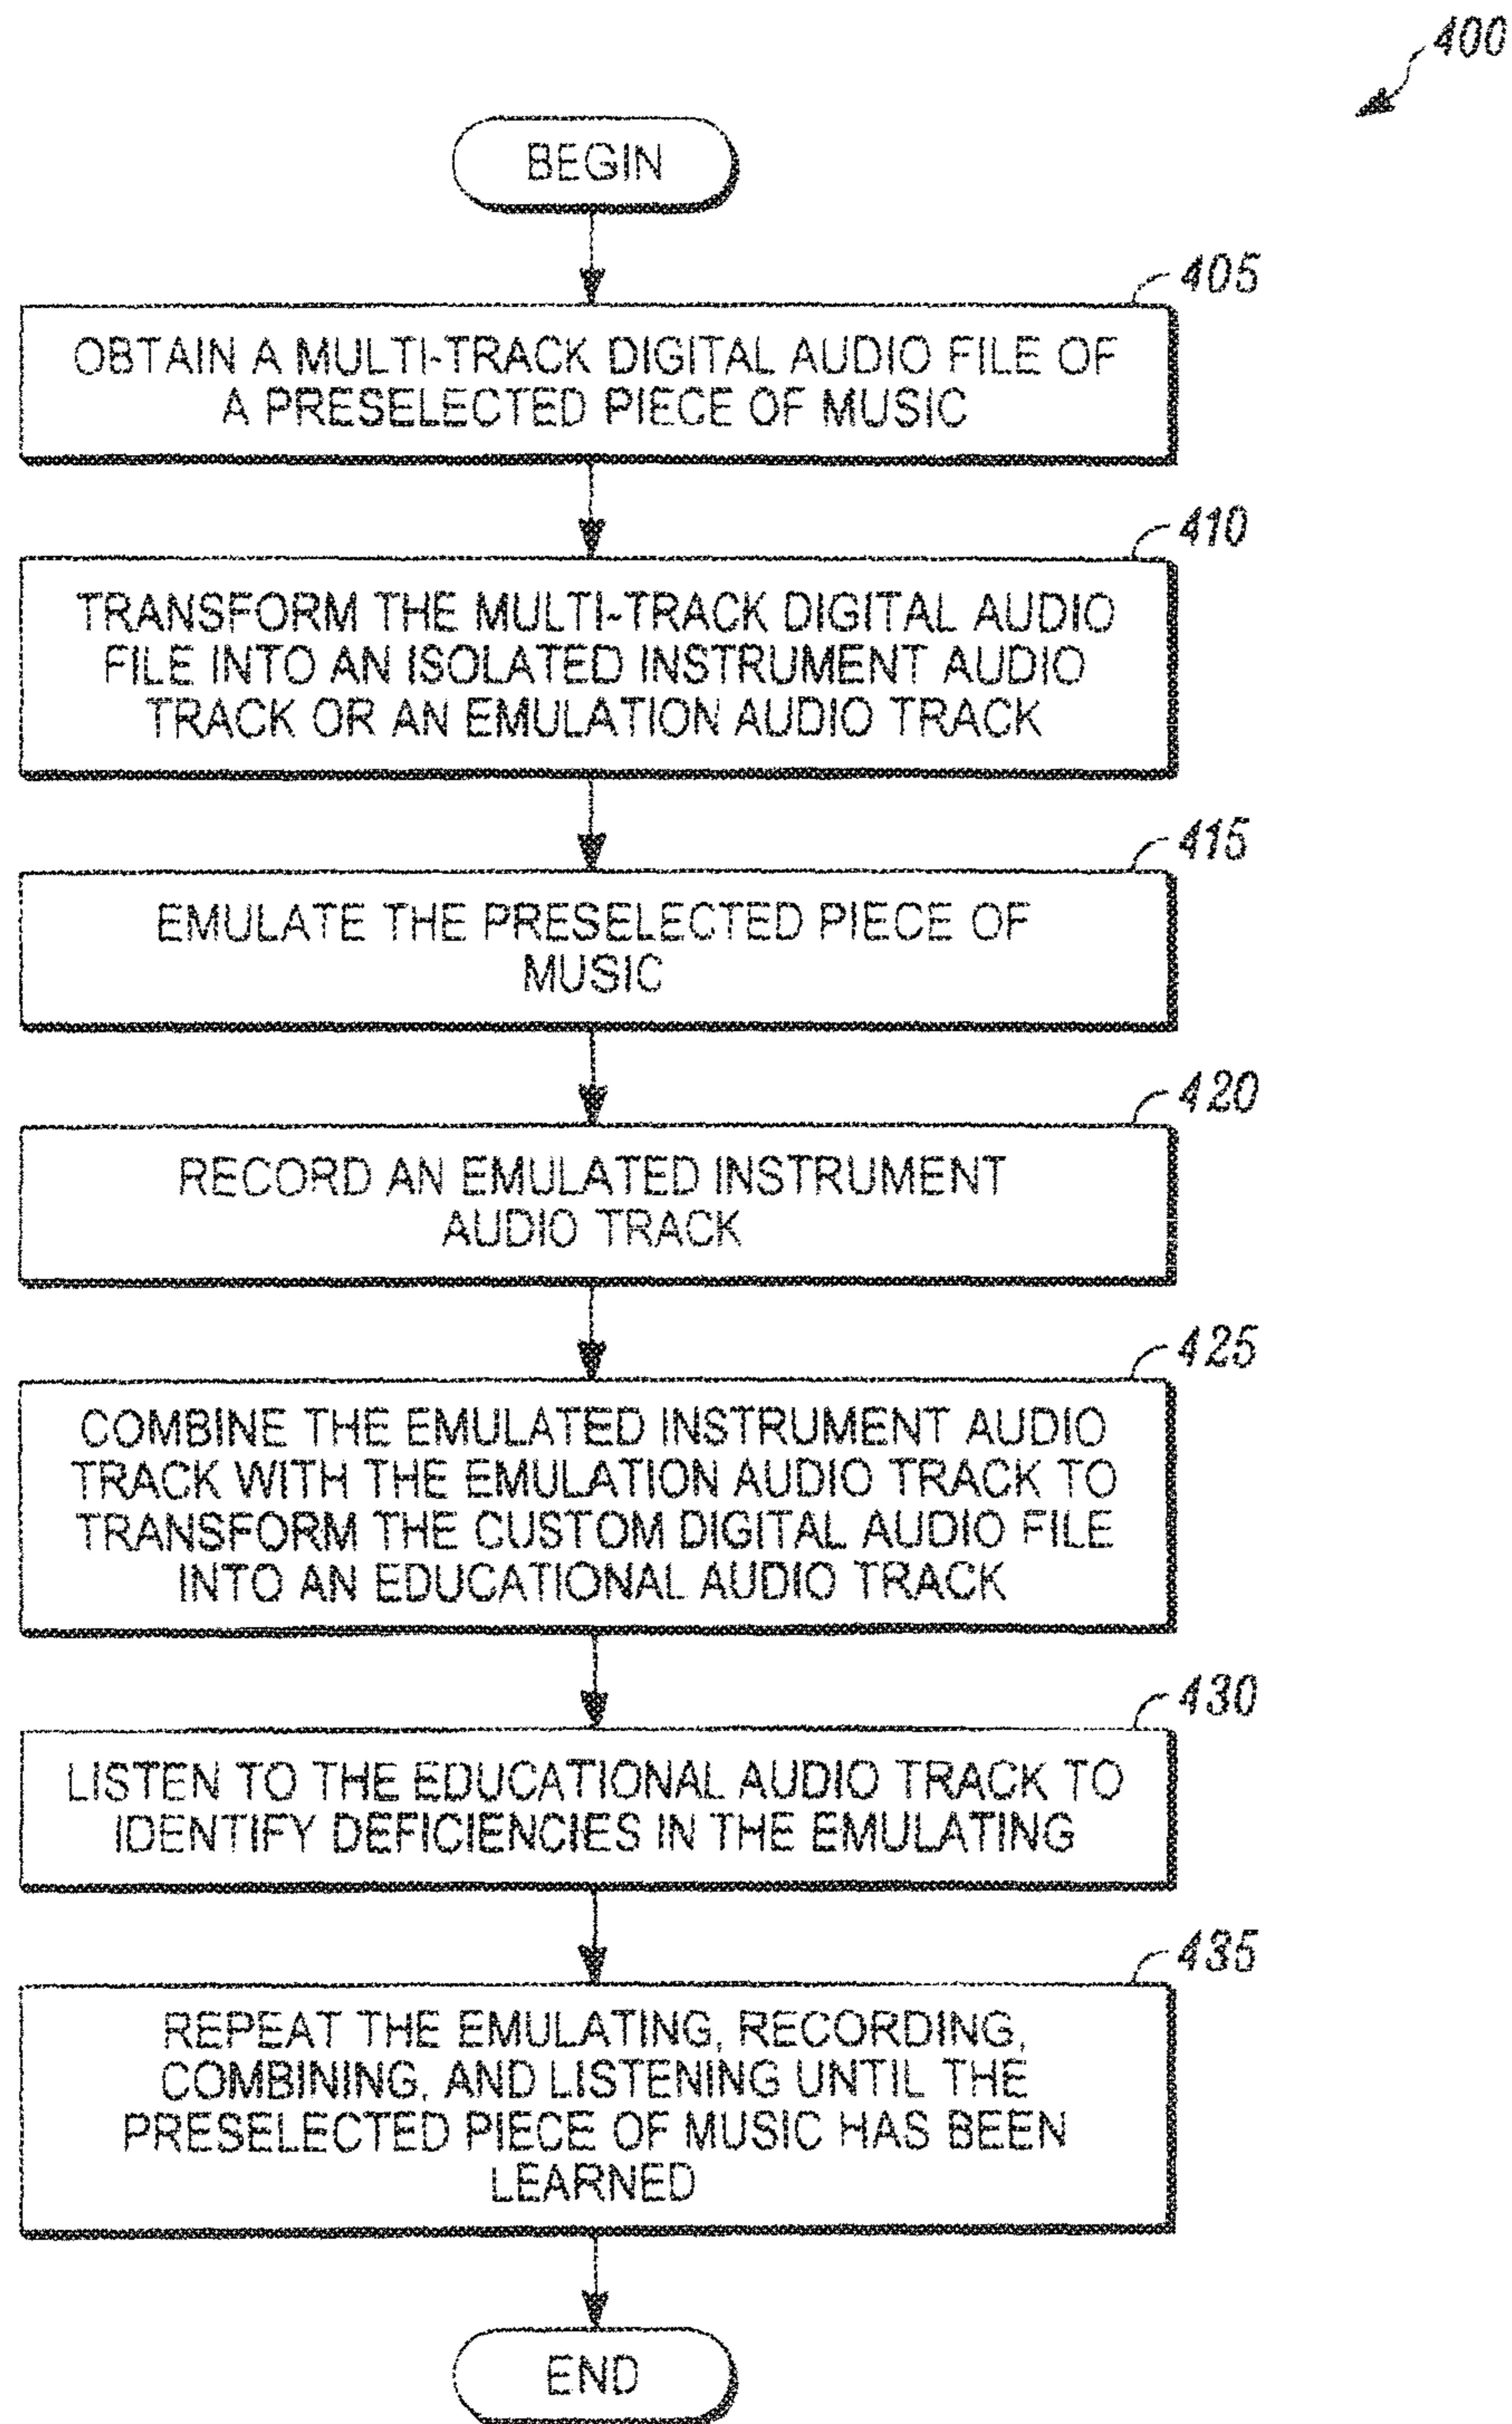 400
BEGIN
405
OBTAIN A MULTI-TRACK DIGITAL AUDIO FILE OF
A PRESELECTED PIECE OF MUSIC
410
TRANSFORM THE MULTI-TRACK DIGITAL AUDIO
FILE INTO AN ISOLATED INSTRUMENT AUDIO
TRACK OR AN EMULATION AUDIO TRACK
415
EMULATE THE PRESELECTED PIECE OF
MUSIC
420
RECORD AN EMULATED INSTRUMENT
AUDIO TRACK
425
COMBINE THE EMULATED INSTRUMENT AUDIO
TRACK WITH THE EMULATION AUDIO TRACK TO
TRANSFORM THE CUSTOM DIGITAL AUDIO FILE
INTO AN EDUCATIONAL AUDIO TRACK
430
LISTEN TO THE EDUCATIONAL AUDIO TRACK TO
IDENTIFY DEFICIENCIES IN THE EMULATING
435
REPEAT THE EMULATING, RECORDING,
COMBINING, AND LISTENING UNTIL THE
PRESELECTED PIECE OF MUSIC HAS BEEN
LEARNED
END